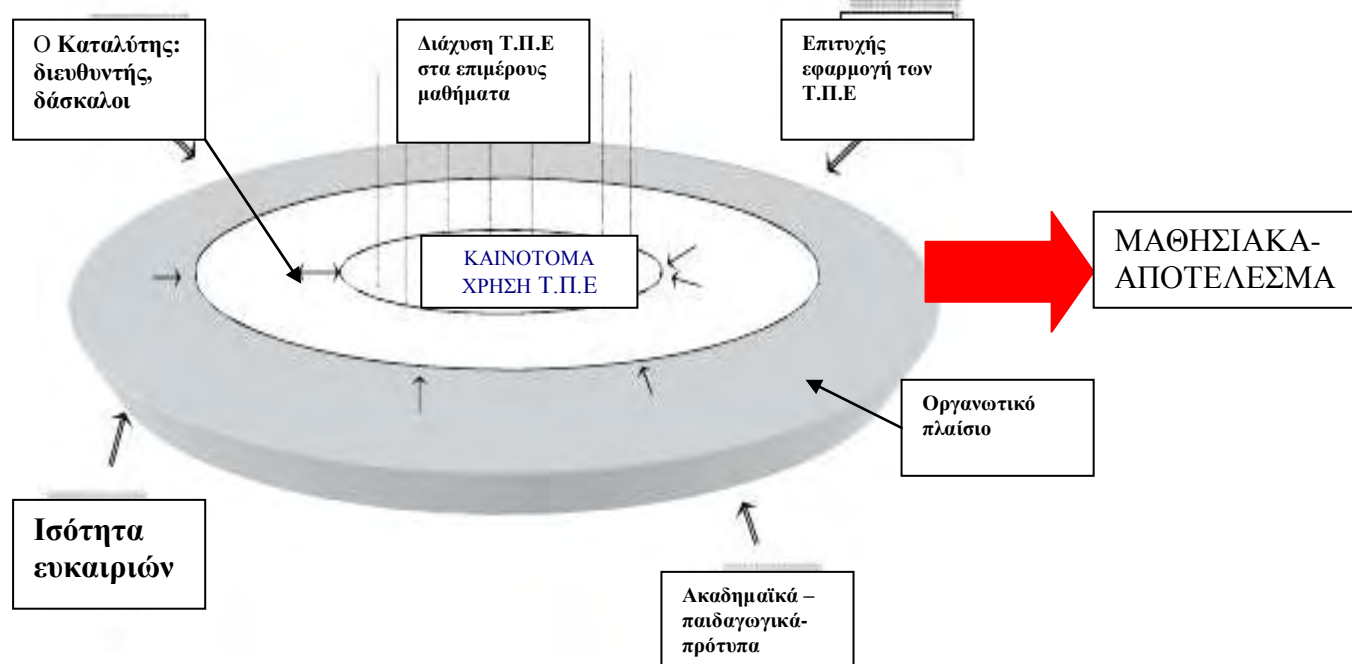 Ο Καταλύτης:
διευθυντής,
δάσκαλοι
Διάχυση Τ.Π.Ε
στα επιμέρους
μαθήματα
Επιτυχής
εφαρμογή των
Τ.Π.Ε
ΚΑΙΝΟΤΟΜΑ
ΧΡΗΣΗ Τ.Π.Ε
ΜΑΘΗΣΙΑΚΑ-
ΑΠΟΤΕΛΕΣΜΑ
Οργανωτικό
πλαίσιο
Ισότητα
ευκαιριών
Ακαδημαϊκά –
παιδαγωγικά-
πρότυπα